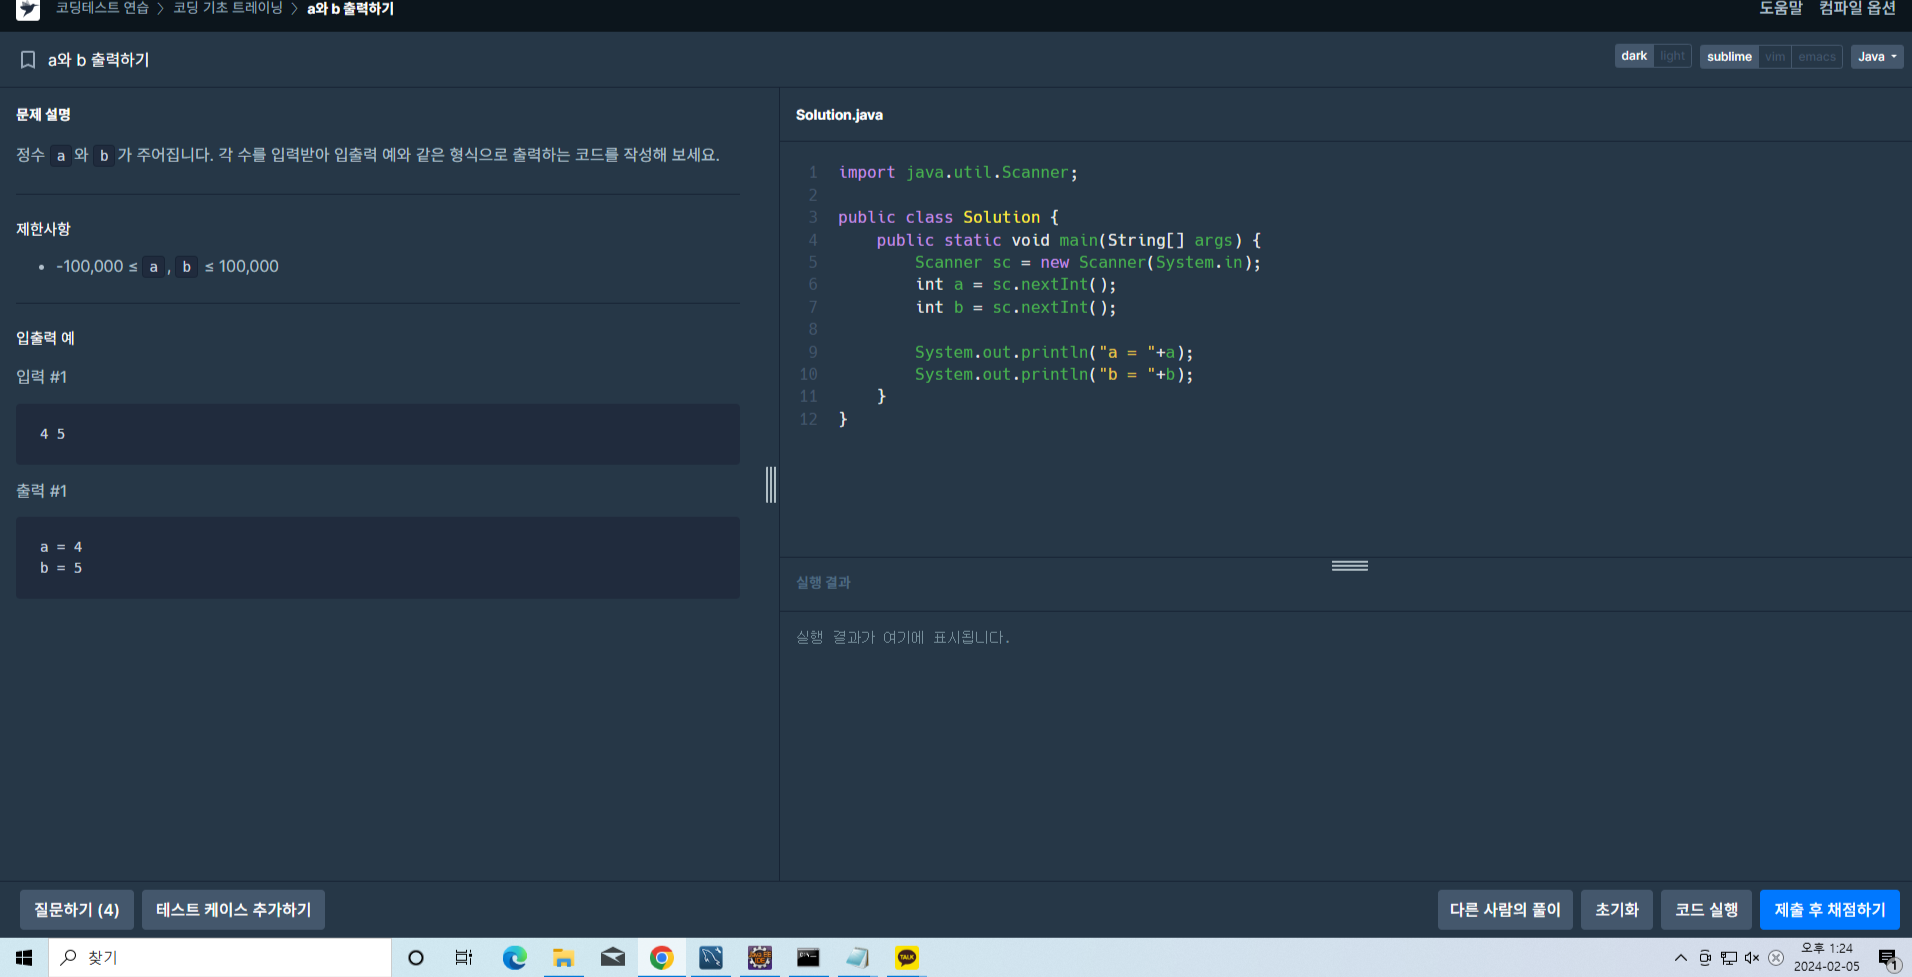 코딩테스트 연습 > 코딩 기초 트레이닝 > a와 b 출력하기
도움말 컴파일 옵션
a와 b 출력하기
dark light sublime vim emacs Java
문제 설명
정수 a 와 b 가 주어집니다. 각 수를 입력받아 입출력 예와 같은 형식으로 출력하는 코드를 작성해 보세요.
제한사항
• -100,000 ≤ a , b ≤ 100,000
입출력 예
입력 #1
4 5
출력 #1
a = 4
b = 5
Solution.java
1 import java.util.Scanner;
2
3 public class Solution {
4     public static void main(String[] args) {
5         Scanner sc = new Scanner(System.in);
6         int a = sc.nextInt();
7         int b = sc.nextInt();
8
9         System.out.println("a = "+a);
10         System.out.println("b = "+b);
11     }
12 }
실행 결과
실행 결과가 여기에 표시됩니다.
질문하기 (4) 테스트 케이스 추가하기
다른 사람의 풀이 초기화 코드 실행 제출 후 채점하기
찾기
TALK
오후 1:24
2024-02-05
1